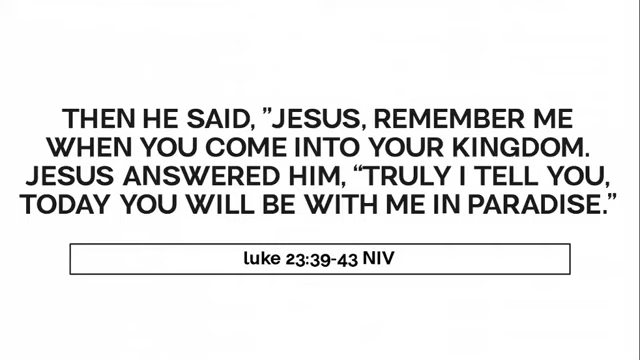 THEN HE SAID, ”JESUS, REMEMBER ME
WHEN YOU COME INTO YOUR KINGDOM.
JESUS ANSWERED HIM, “TRULY I TELL YOU,
TODAY YOU WILL BE WITH ME IN PARADISE.”
luke 23:39-43 NIV